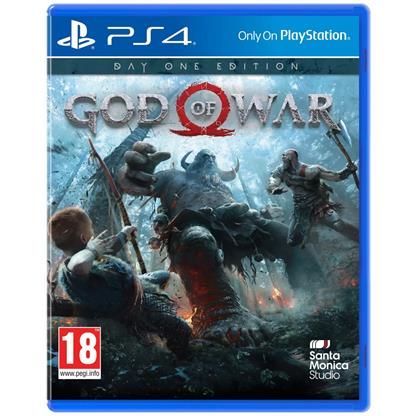 PS4
Only On PlayStation®
DAY ONE EDITION
GOD OF WAR
18
www.pegi.info
Santa
Monica
Studio